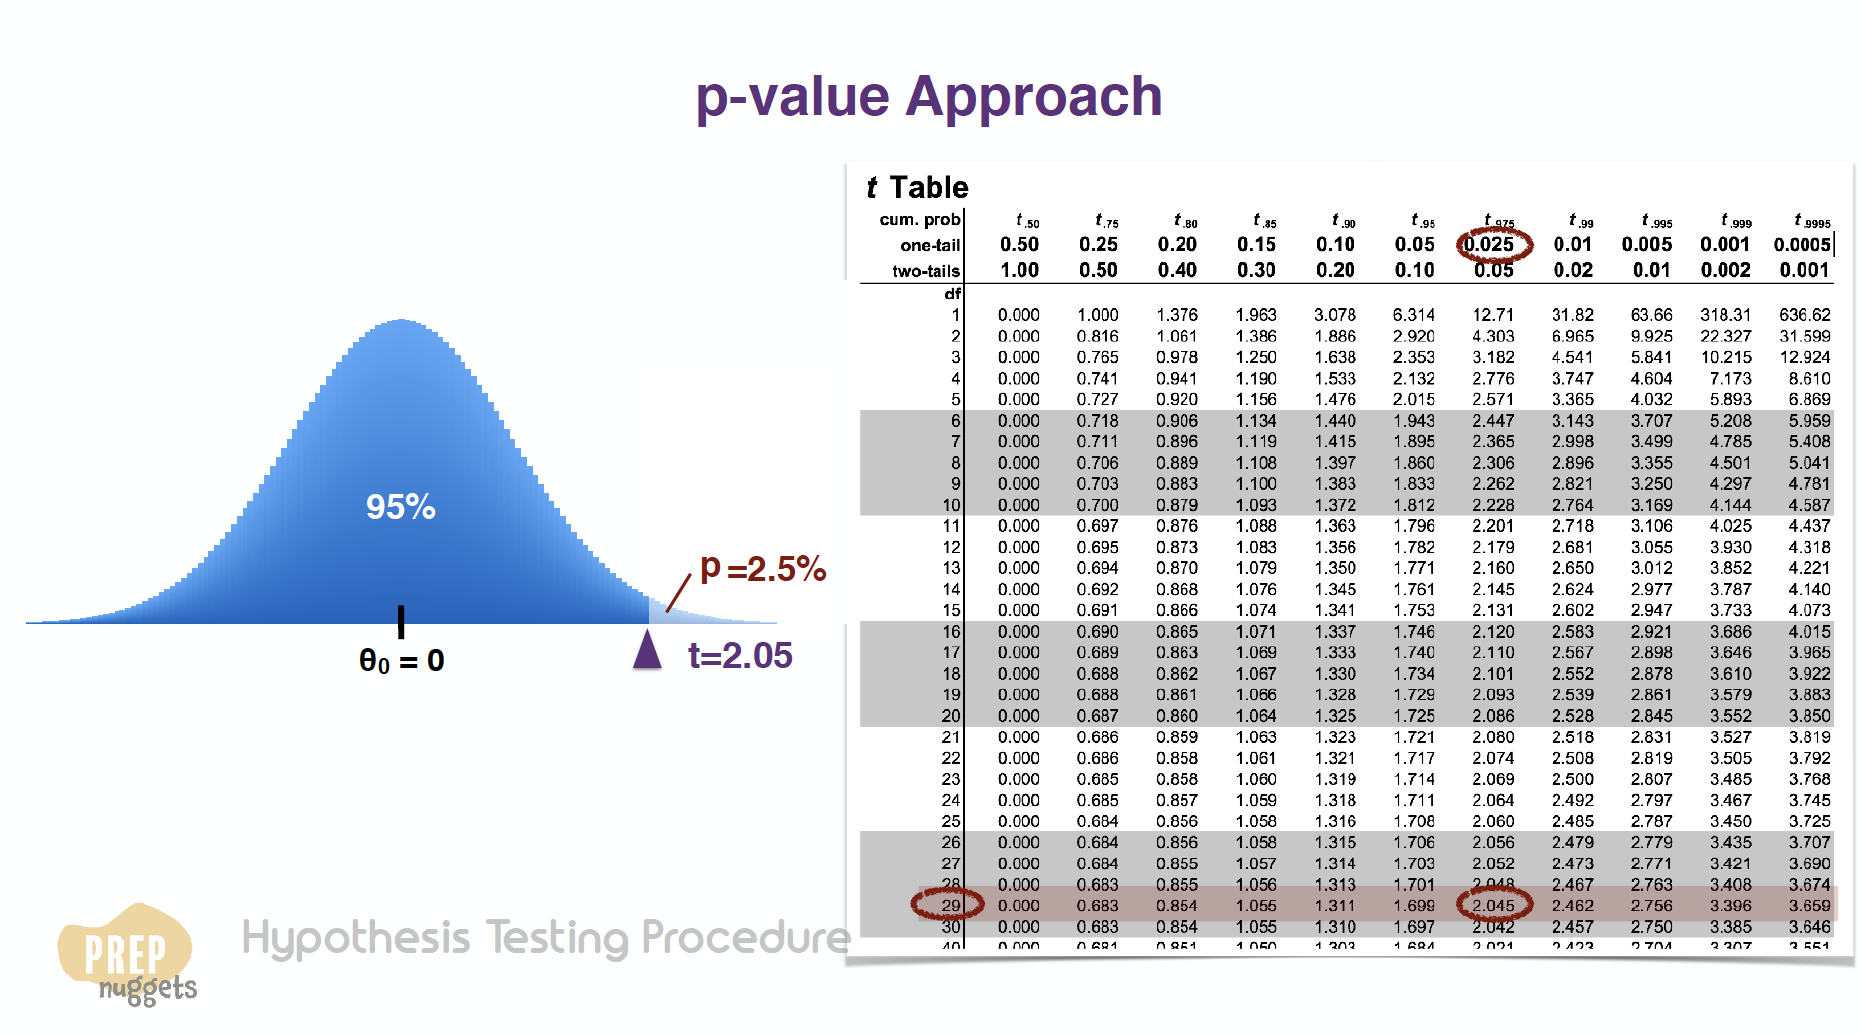 p-value Approach
95%
p =2.5%
θ0 = 0
t=2.05
t Table
cum. prob t .50 t .75 t .80 t .85 t .90 t .95 t .975 t .99 t .995 t .999 t .9995
one-tail 0.50 0.25 0.20 0.15 0.10 0.05 0.025 0.01 0.005 0.001 0.0005
two-tails 1.00 0.50 0.40 0.30 0.20 0.10 0.05 0.02 0.01 0.002 0.001
df
1 0.000 1.000 1.376 1.963 3.078 6.314 12.71 31.82 63.66 318.31 636.62
2 0.000 0.816 1.061 1.386 1.886 2.920 4.303 6.965 9.925 22.327 31.599
3 0.000 0.765 0.978 1.250 1.638 2.353 3.182 4.541 5.841 10.215 12.924
4 0.000 0.741 0.941 1.190 1.533 2.132 2.776 3.747 4.604 7.173 8.610
5 0.000 0.727 0.920 1.156 1.476 2.015 2.571 3.365 4.032 5.893 6.869
6 0.000 0.718 0.906 1.134 1.440 1.943 2.447 3.143 3.707 5.208 5.959
7 0.000 0.711 0.896 1.119 1.415 1.895 2.365 2.998 3.499 4.785 5.408
8 0.000 0.706 0.889 1.108 1.397 1.860 2.306 2.896 3.355 4.501 5.041
9 0.000 0.703 0.883 1.100 1.383 1.833 2.262 2.821 3.250 4.297 4.781
10 0.000 0.700 0.879 1.093 1.372 1.812 2.228 2.764 3.169 4.144 4.587
11 0.000 0.697 0.876 1.088 1.363 1.796 2.201 2.718 3.106 4.025 4.437
12 0.000 0.695 0.873 1.083 1.356 1.782 2.179 2.681 3.055 3.930 4.318
13 0.000 0.694 0.870 1.079 1.350 1.771 2.160 2.650 3.012 3.852 4.221
14 0.000 0.692 0.868 1.076 1.345 1.761 2.145 2.624 2.977 3.787 4.140
15 0.000 0.691 0.866 1.074 1.341 1.753 2.131 2.602 2.947 3.733 4.073
16 0.000 0.690 0.865 1.071 1.337 1.746 2.120 2.583 2.921 3.686 4.015
17 0.000 0.689 0.863 1.069 1.333 1.740 2.110 2.567 2.898 3.646 3.965
18 0.000 0.688 0.862 1.067 1.330 1.734 2.101 2.552 2.878 3.610 3.922
19 0.000 0.688 0.861 1.066 1.328 1.729 2.093 2.539 2.861 3.579 3.883
20 0.000 0.687 0.860 1.064 1.325 1.725 2.086 2.528 2.845 3.552 3.850
21 0.000 0.686 0.859 1.063 1.323 1.721 2.080 2.518 2.831 3.527 3.819
22 0.000 0.686 0.858 1.061 1.321 1.717 2.074 2.508 2.819 3.505 3.792
23 0.000 0.685 0.858 1.060 1.319 1.714 2.069 2.500 2.807 3.485 3.768
24 0.000 0.685 0.857 1.059 1.318 1.711 2.064 2.492 2.797 3.467 3.745
25 0.000 0.684 0.856 1.058 1.316 1.708 2.060 2.485 2.787 3.450 3.725
26 0.000 0.684 0.856 1.058 1.315 1.706 2.056 2.479 2.779 3.435 3.707
27 0.000 0.684 0.855 1.057 1.314 1.703 2.052 2.473 2.771 3.421 3.690
28 0.000 0.683 0.855 1.056 1.313 1.701 2.048 2.467 2.763 3.408 3.674
29 0.000 0.683 0.854 1.055 1.311 1.699 2.045 2.462 2.756 3.396 3.659
30 0.000 0.683 0.854 1.055 1.310 1.697 2.042 2.457 2.750 3.385 3.646
40 0.000 0.681 0.851 1.050 1.303 1.684 2.021 2.423 2.704 3.307 3.551
PREP
nuggets
Hypothesis Testing Procedure